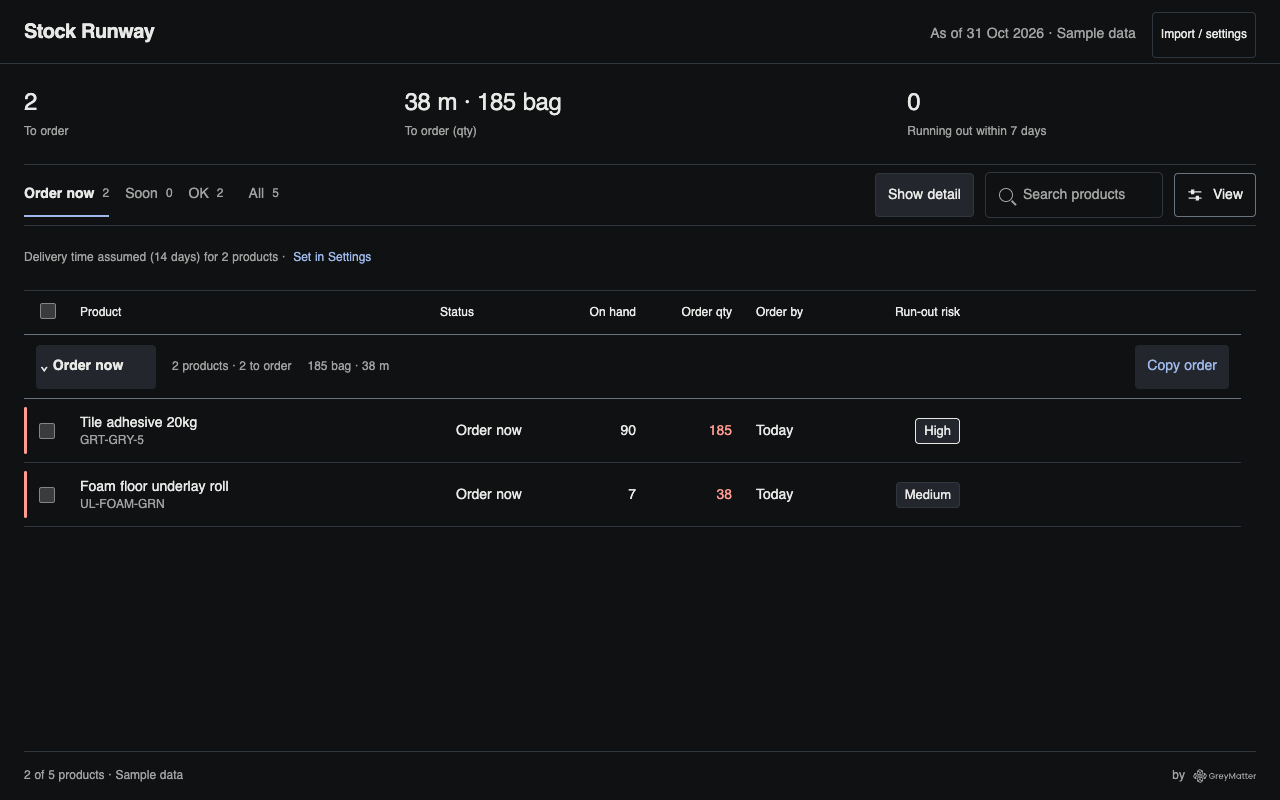 Stock Runway
As of 31 Oct 2026 · Sample data
Import / settings
2
To order
38 m · 185 bag
To order (qty)
0
Running out within 7 days
Order now 2
Soon 0
OK 2
All 5
Show detail
Search products
View
Delivery time assumed (14 days) for 2 products · Set in Settings
Product Status On hand Order qty Order by Run-out risk
Order now 2 products · 2 to order 185 bag · 38 m Copy order
Tile adhesive 20kg Order now 90 185 Today High
GRT-GRY-5
Foam floor underlay roll Order now 7 38 Today Medium
UL-FOAM-GRN
2 of 5 products · Sample data
by GreyMatter